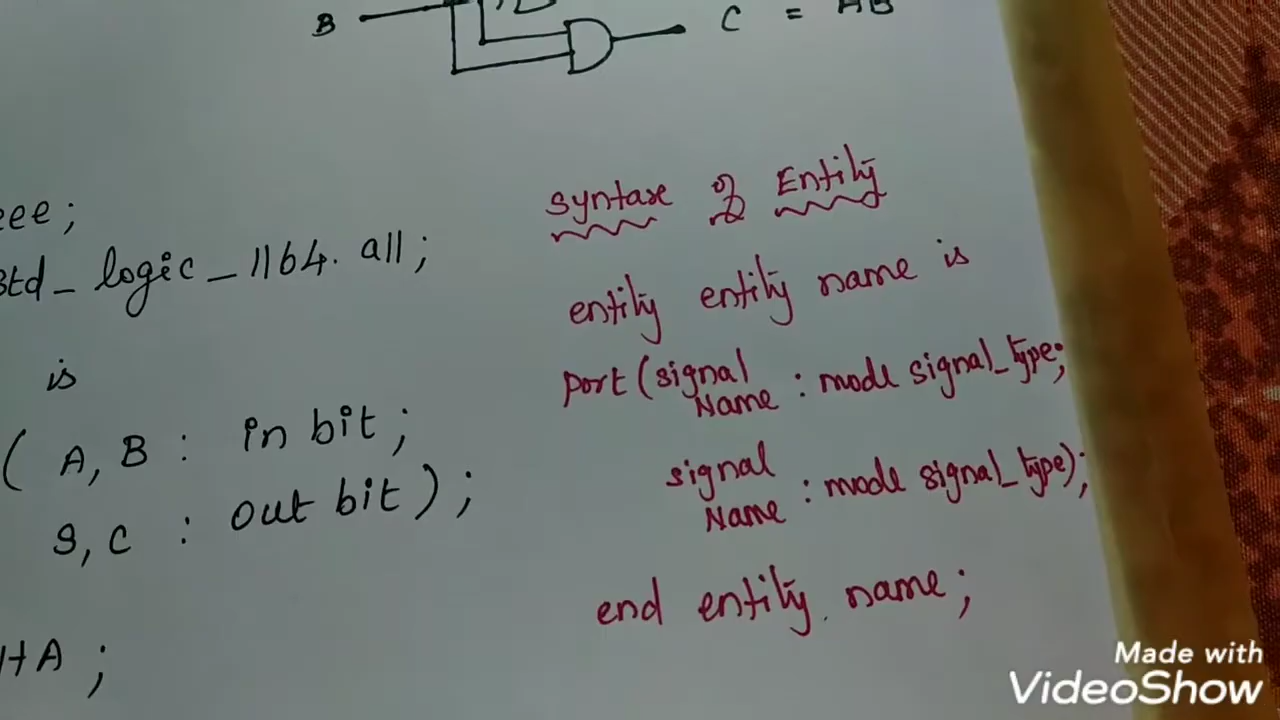 B
C = AB
eee;
std_logic_1164.all;
is
( A, B : in bit;
S, C : out bit);
HA;
Syntax of Entity
entity entity name is
port (signal Name : mode signal_type;
signal Name : mode signal_type);
end entity name;
Made with
VideoShow